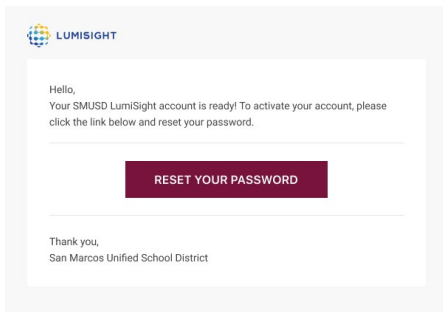 LUMISIGHT
Hello,
Your SMUSD LumiSight account is ready! To activate your account, please
click the link below and reset your password.
RESET YOUR PASSWORD
Thank you,
San Marcos Unified School District